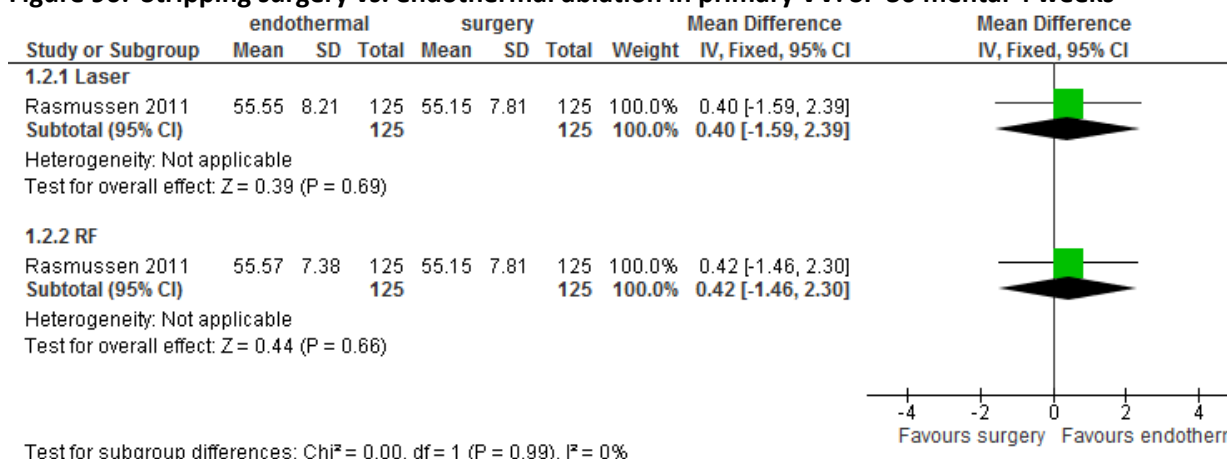 endothermal surgery Mean Difference Mean Difference
Study or Subgroup Mean SD Total Mean SD Total Weight IV, Fixed, 95% CI IV, Fixed, 95% CI
1.2.1 Laser
Rasmussen 2011 55.55 8.21 125 55.15 7.81 125 100.0% 0.40 [-1.59, 2.39]
Subtotal (95% CI) 125 125 100.0% 0.40 [-1.59, 2.39]
Heterogeneity: Not applicable
Test for overall effect: Z = 0.39 (P = 0.69)
1.2.2 RF
Rasmussen 2011 55.57 7.38 125 55.15 7.81 125 100.0% 0.42 [-1.46, 2.30]
Subtotal (95% CI) 125 125 100.0% 0.42 [-1.46, 2.30]
Heterogeneity: Not applicable
Test for overall effect: Z = 0.44 (P = 0.66)
-4 -2 0 2 4
Favours surgery Favours endotherm
Test for subgroup differences: Chi² = 0.00, df = 1 (P = 0.99), I² = 0%